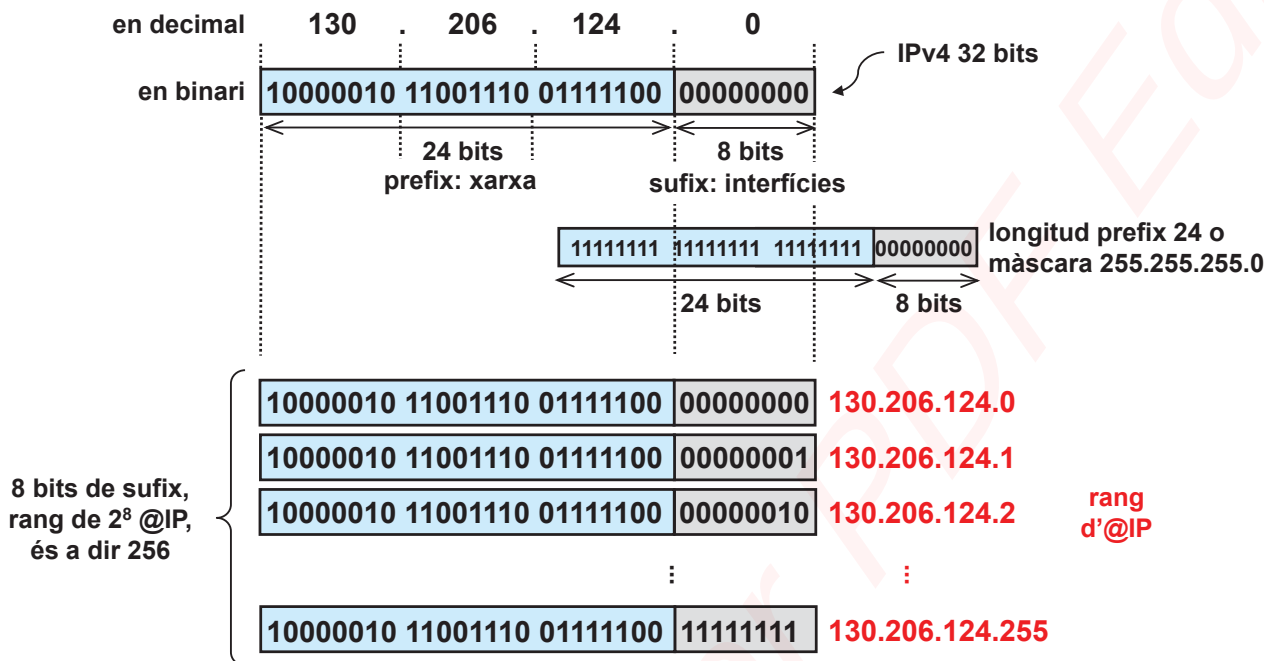 en decimal 130 . 206 . 124 . 0
IPv4 32 bits
en binari 10000010 11001110 01111100 00000000
24 bits 8 bits
prefix: xarxa sufix: interfícies
11111111 11111111 11111111 00000000
longitud prefix 24 o
màscara 255.255.255.0
24 bits 8 bits
10000010 11001110 01111100 00000000 130.206.124.0
10000010 11001110 01111100 00000001 130.206.124.1
8 bits de sufix,
rang de 2⁸ @IP,
és a dir 256
10000010 11001110 01111100 00000010 130.206.124.2
rang
d’@IP
... ...
10000010 11001110 01111100 11111111 130.206.124.255
r PDF Ed